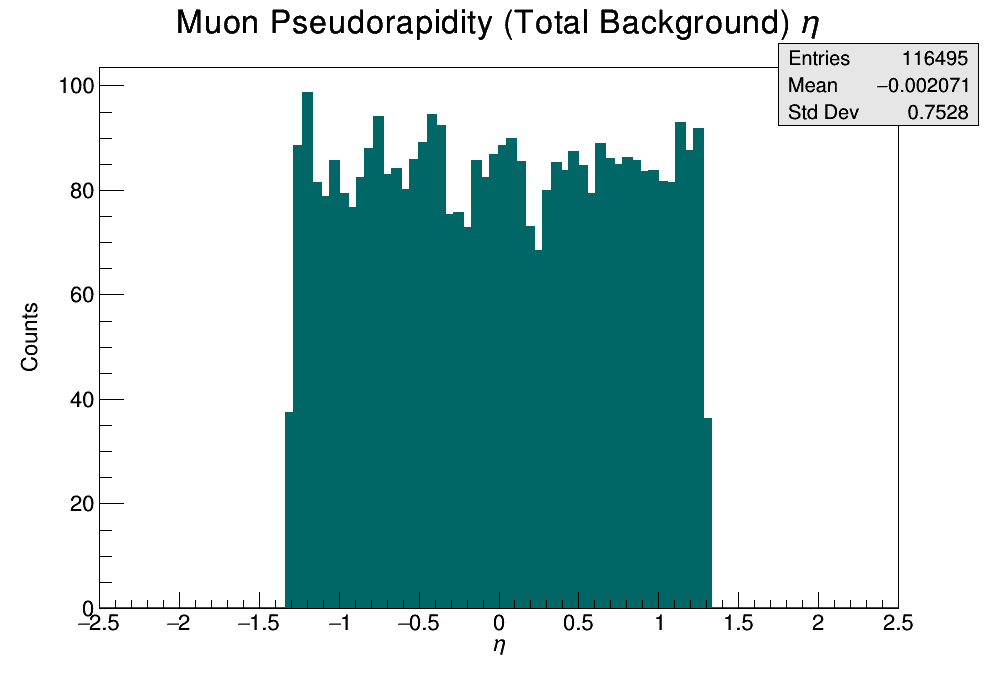 Muon Pseudorapidity (Total Background) η
Entries 116495
Mean −0.002071
Std Dev 0.7528
100
80
60
40
20
0
Counts
−2.5 −2 −1.5 −1 −0.5 0 0.5 1 1.5 2 2.5
η